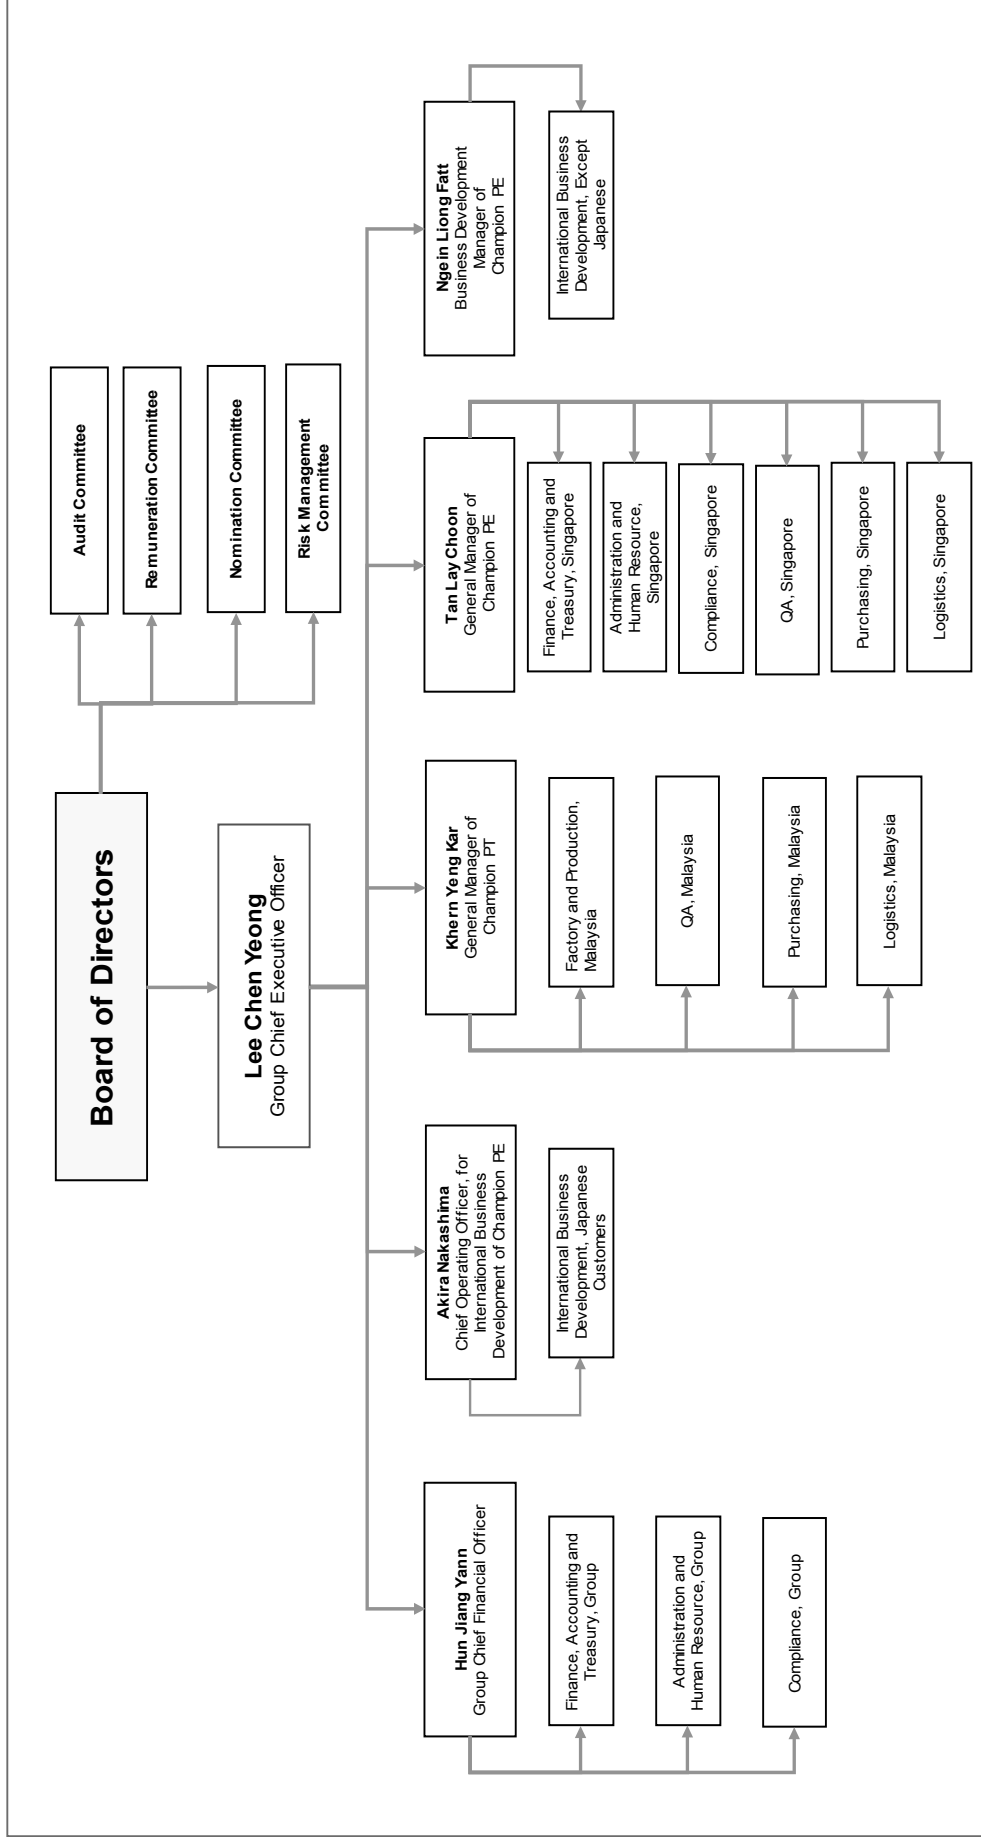 Board of Directors
Audit Committee
Remuneration Committee
Nomination Committee
Risk Management
Committee
Lee Chen Yeong
Group Chief Executive Officer
Hun Jiang Yann
Group Chief Financial Officer
Finance, Accounting and
Treasury, Group
Administration and
Human Resource, Group
Compliance, Group
Akira Nakashima
Chief Operating Officer, for
International Business
Development of Champion PE
International Business
Development, Japanese
Customers
Khern Yeng Kar
General Manager of
Champion PT
Factory and Production,
Malaysia
QA, Malaysia
Purchasing, Malaysia
Logistics, Malaysia
Tan Lay Choon
General Manager of
Champion PE
Finance, Accounting and
Treasury, Singapore
Administration and
Human Resource,
Singapore
Compliance, Singapore
QA, Singapore
Purchasing, Singapore
Logistics, Singapore
Ngein Liong Fatt
Business Development
Manager of
Champion PE
International Business
Development, Except
Japanese